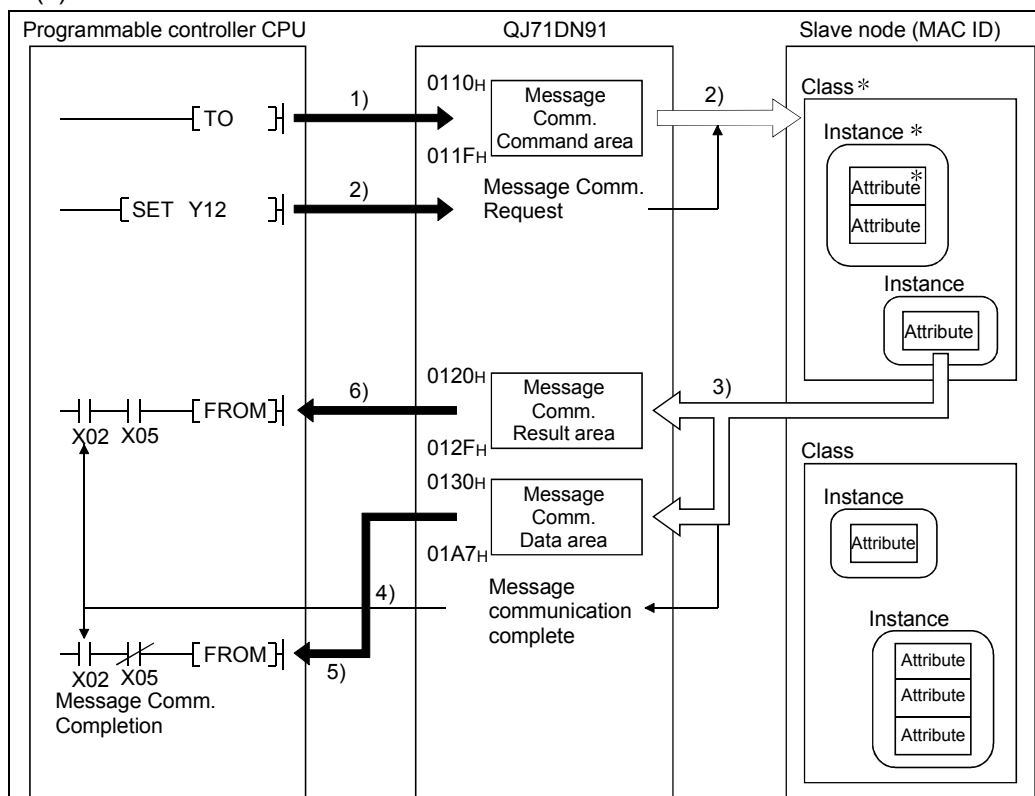 Programmable controller CPU QJ71DN91 Slave node (MAC ID)
0110H
Message
Comm.
Command area
011FH
1)
2)
TO
Class*
Instance *
Attribute*
Attribute
SET Y12
2)
Message Comm.
Request
Instance
Attribute
0120H
Message
Comm.
Result area
012FH
3)
6)
FROM
X02 X05
0130H
Message
Comm.
Data area
01A7H
Class
Instance
Attribute
4)
Message
communication
complete
Instance
Attribute
Attribute
Attribute
FROM
5)
X02 X05
Message Comm.
Completion